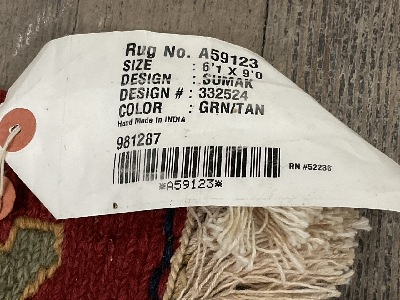 Rug No. A59123
SIZE : 6'1 X 9'0
DESIGN : SUMAK
DESIGN # : 332524
COLOR : GRN/TAN
Hand Made In INDIA
981287
RN #52236
*A59123*